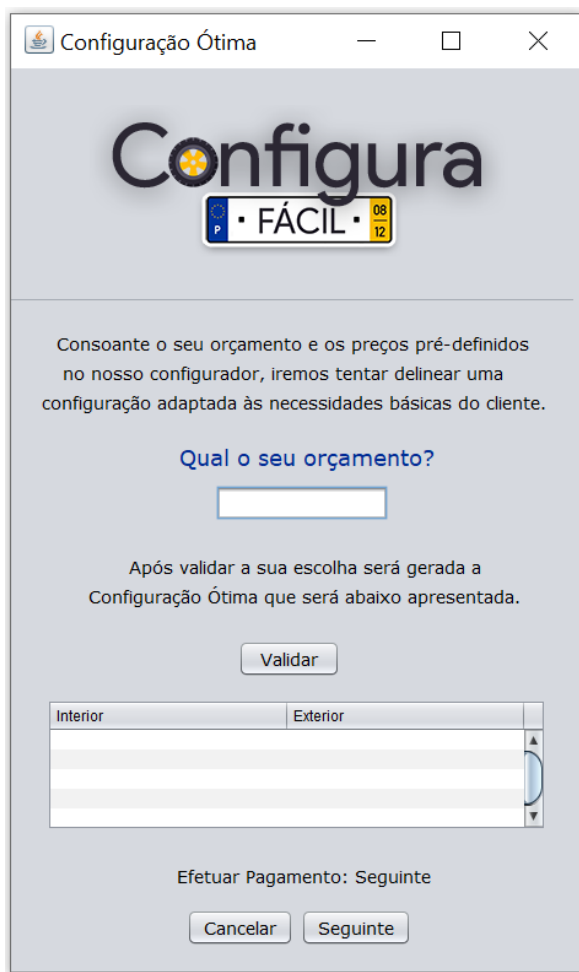 Configuração Ótima
Configura
P · FÁCIL · 08 12
Consoante o seu orçamento e os preços pré-definidos
no nosso configurador, iremos tentar delinear uma
configuração adaptada às necessidades básicas do cliente.
Qual o seu orçamento?
Após validar a sua escolha será gerada a
Configuração Ótima que será abaixo apresentada.
Validar
Interior Exterior
Efetuar Pagamento: Seguinte
Cancelar Seguinte